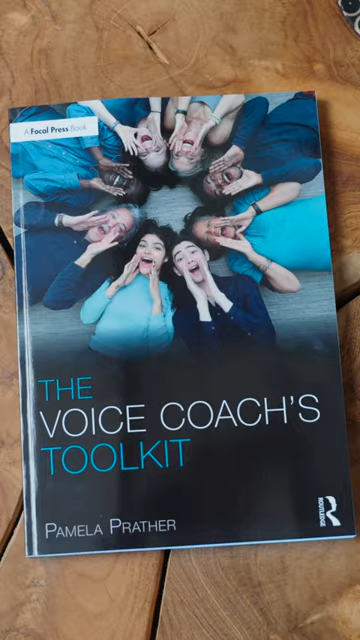 A Focal Press Book
THE
VOICE COACH'S
TOOLKIT
PAMELA PRATHER
ROUTLEDGE